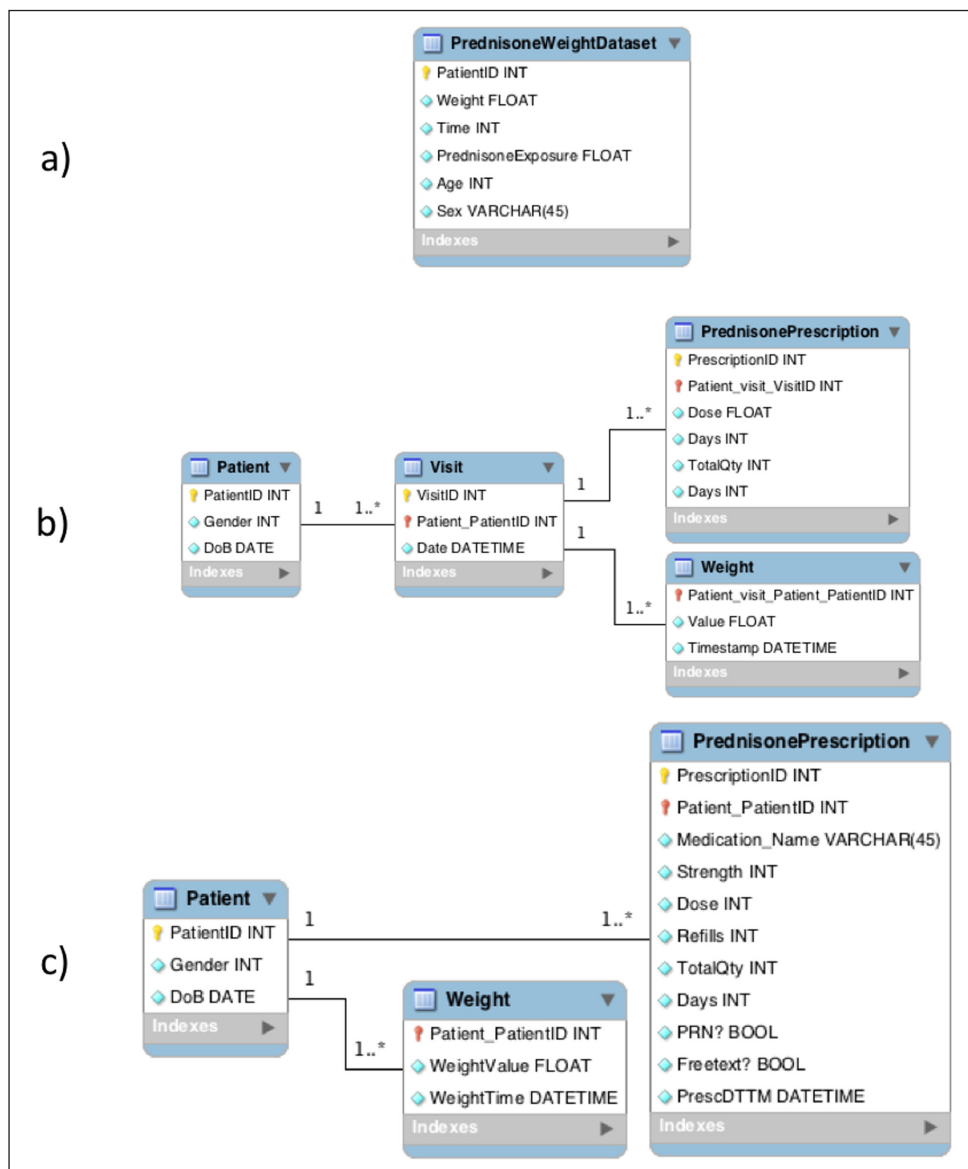 a)
PrednisoneWeightDataset
PatientID INT
Weight FLOAT
Time INT
PrednisoneExposure FLOAT
Age INT
Sex VARCHAR(45)
Indexes
b)
Patient
PatientID INT
Gender INT
DoB DATE
Indexes
1
1..*
Visit
VisitID INT
Patient_PatientID INT
Date DATETIME
Indexes
1
1..*
1
1..*
PrednisonePrescription
PrescriptionID INT
Patient_visit_VisitID INT
Dose FLOAT
Days INT
TotalQty INT
Days INT
Indexes
Weight
Patient_visit_Patient_PatientID INT
Value FLOAT
Timestamp DATETIME
Indexes
c)
Patient
PatientID INT
Gender INT
DoB DATE
Indexes
1
1..*
1
1..*
Weight
Patient_PatientID INT
WeightValue FLOAT
WeightTime DATETIME
Indexes
PrednisonePrescription
PrescriptionID INT
Patient_PatientID INT
Medication_Name VARCHAR(45)
Strength INT
Dose INT
Refills INT
TotalQty INT
Days INT
PRN? BOOL
Freetext? BOOL
PrescDTTM DATETIME
Indexes